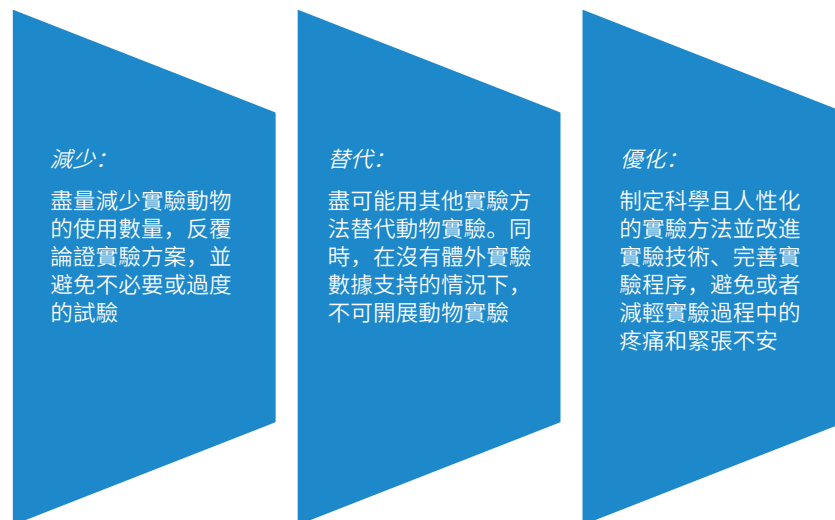 減少：
盡量減少實驗動物
的使用數量，反覆
論證實驗方案，並
避免不必要或過度
的試驗
替代：
盡可能用其他實驗方
法替代動物實驗。同
時，在沒有體外實驗
數據支持的情況下，
不可開展動物實驗
優化：
制定科學且人性化
的實驗方法並改進
實驗技術、完善實
驗程序，避免或者
減輕實驗過程中的
疼痛和緊張不安